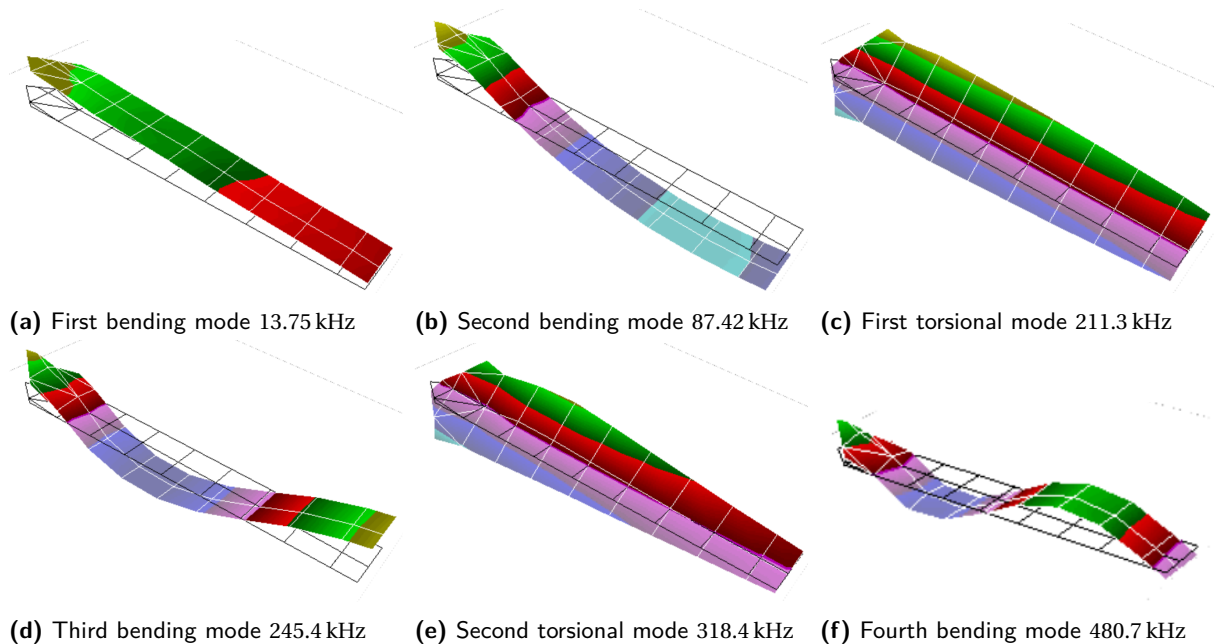 (a) First bending mode 13.75 kHz
(b) Second bending mode 87.42 kHz
(c) First torsional mode 211.3 kHz
(d) Third bending mode 245.4 kHz
(e) Second torsional mode 318.4 kHz
(f) Fourth bending mode 480.7 kHz